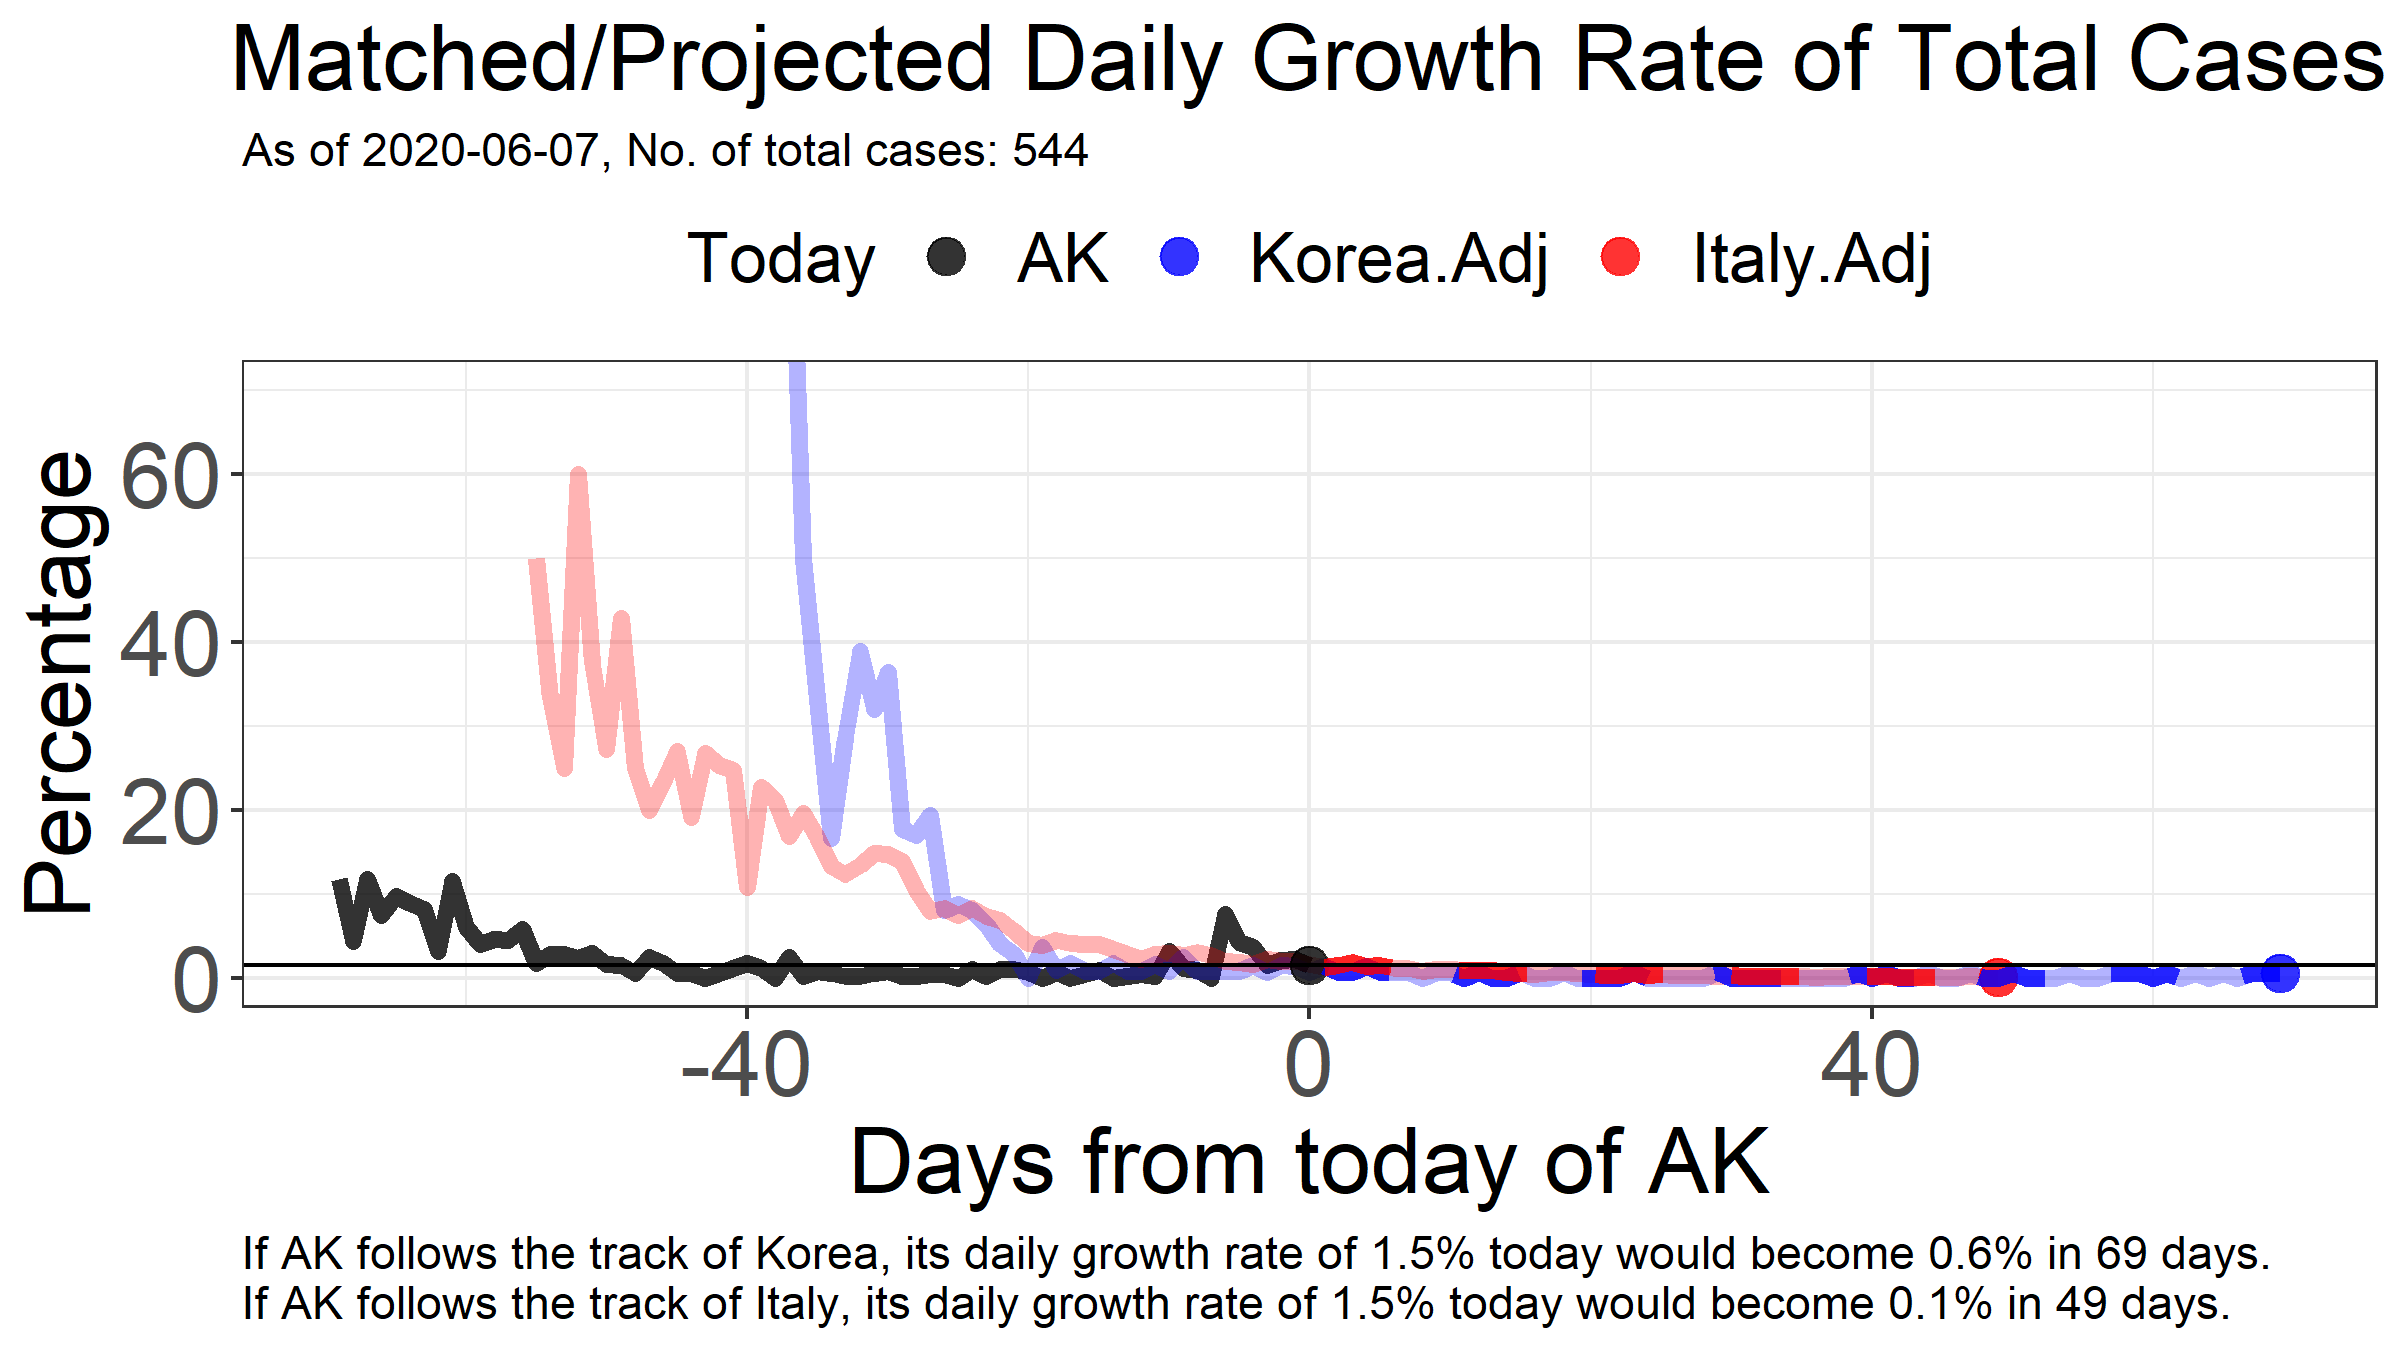 Matched/Projected Daily Growth Rate of Total Cases
As of 2020-06-07, No. of total cases: 544
Today AK Korea.Adj Italy.Adj
Percentage
60
40
20
0
-40 0 40
Days from today of AK
If AK follows the track of Korea, its daily growth rate of 1.5% today would become 0.6% in 69 days.
If AK follows the track of Italy, its daily growth rate of 1.5% today would become 0.1% in 49 days.